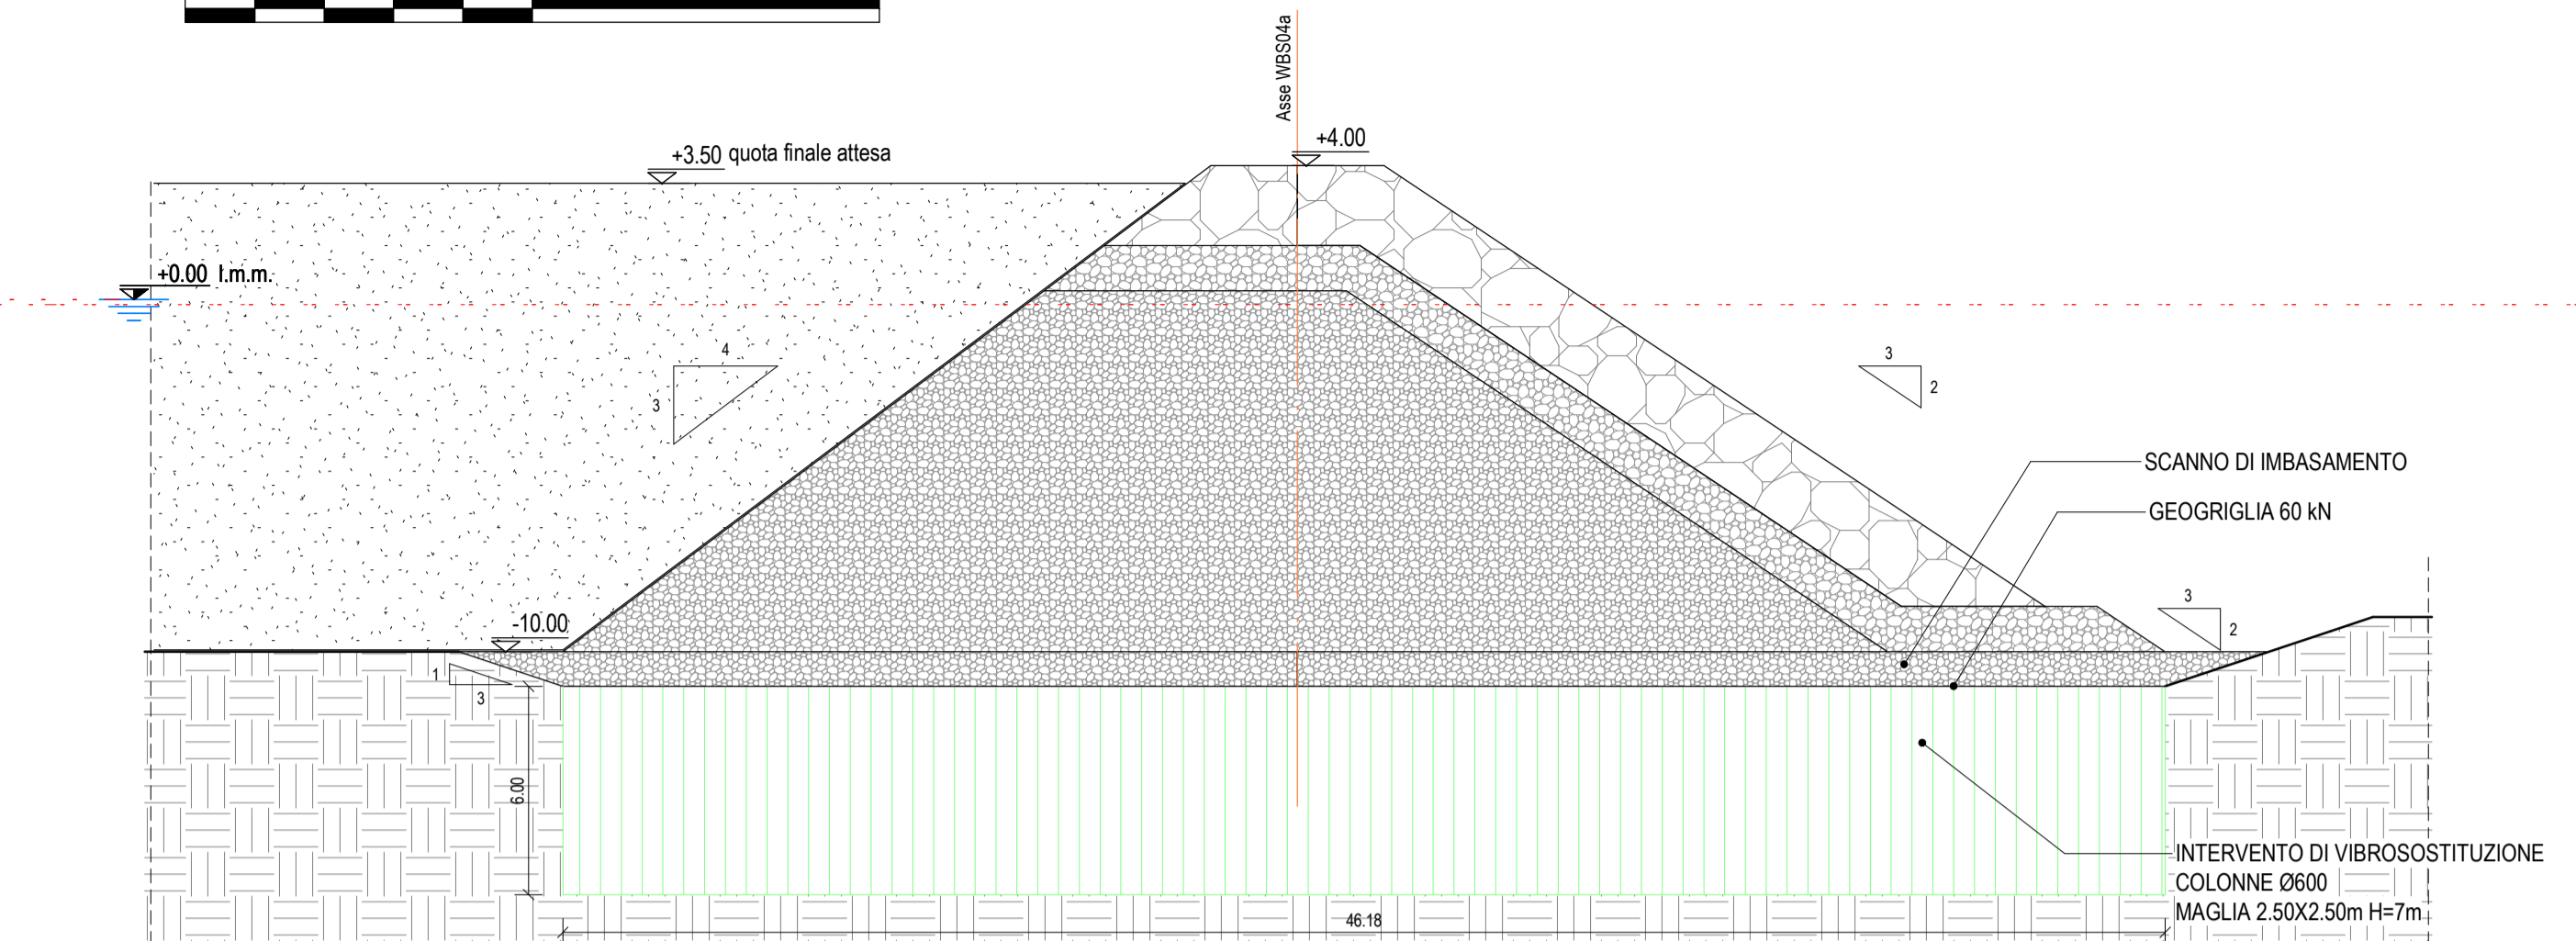 Asse WBS04a
+4.00
+3.50 quota finale attesa
+0.00 l.m.m.
4
3
3
2
SCANNO DI IMBASAMENTO
GEOGRIGLIA 60 kN
-10.00
3
2
1
3
6.00
INTERVENTO DI VIBROSOSTITUZIONE
COLONNE Ø600
MAGLIA 2.50X2.50m H=7m
46.18